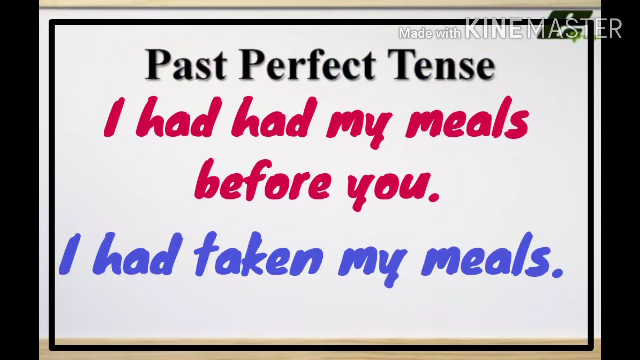 Made with KINEMASTER
Past Perfect Tense
I had had my meals
before you.
I had taken my meals.